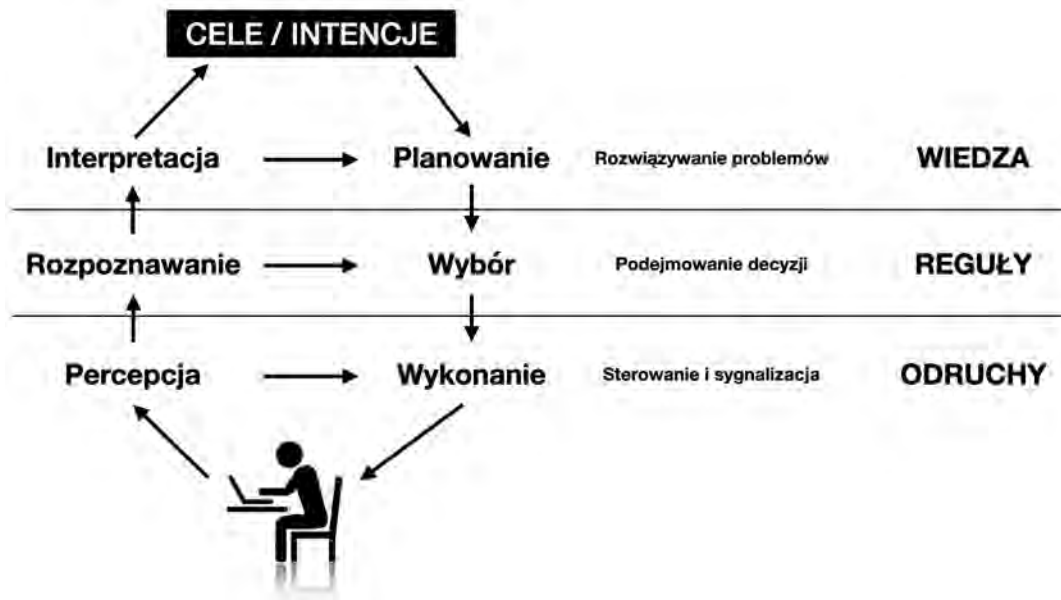 CELE / INTENCJE
Interpretacja Planowanie Rozwiązywanie problemów WIEDZA
Rozpoznawanie Wybór Podejmowanie decyzji REGUŁY
Percepcja Wykonanie Sterowanie i sygnalizacja ODRUCHY